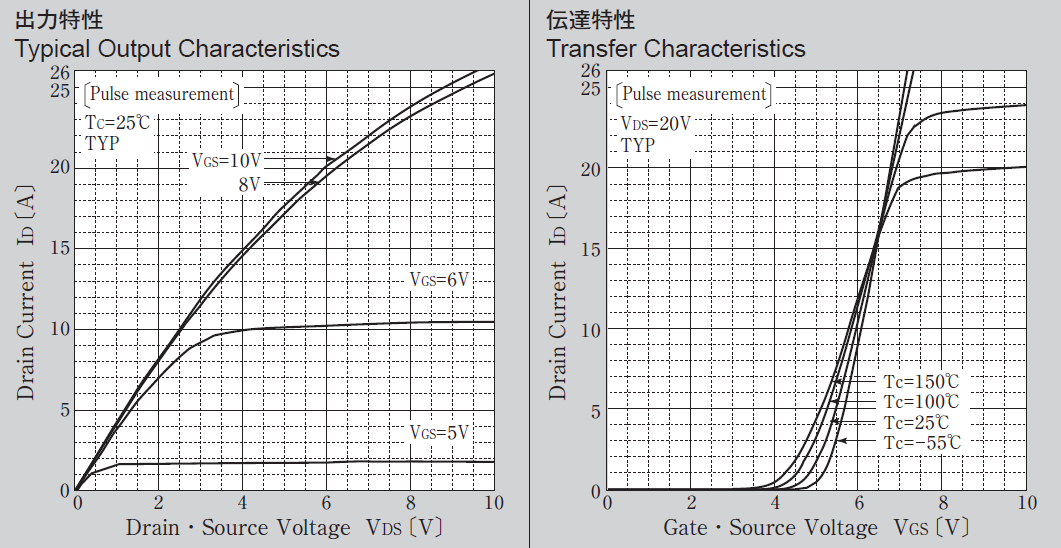 出力特性
Typical Output Characteristics
26
25
20
15
10
5
0
Drain Current ID〔A〕
〔Pulse measurement〕
TC=25℃
TYP
VGS=10V
8V
VGS=6V
VGS=5V
0 2 4 6 8 10
Drain・Source Voltage VDS〔V〕
伝達特性
Transfer Characteristics
26
25
20
15
10
5
0
Drain Current ID〔A〕
〔Pulse measurement〕
VDS=20V
TYP
Tc=150℃
Tc=100℃
Tc=25℃
Tc=-55℃
0 2 4 6 8 10
Gate・Source Voltage VGS〔V〕